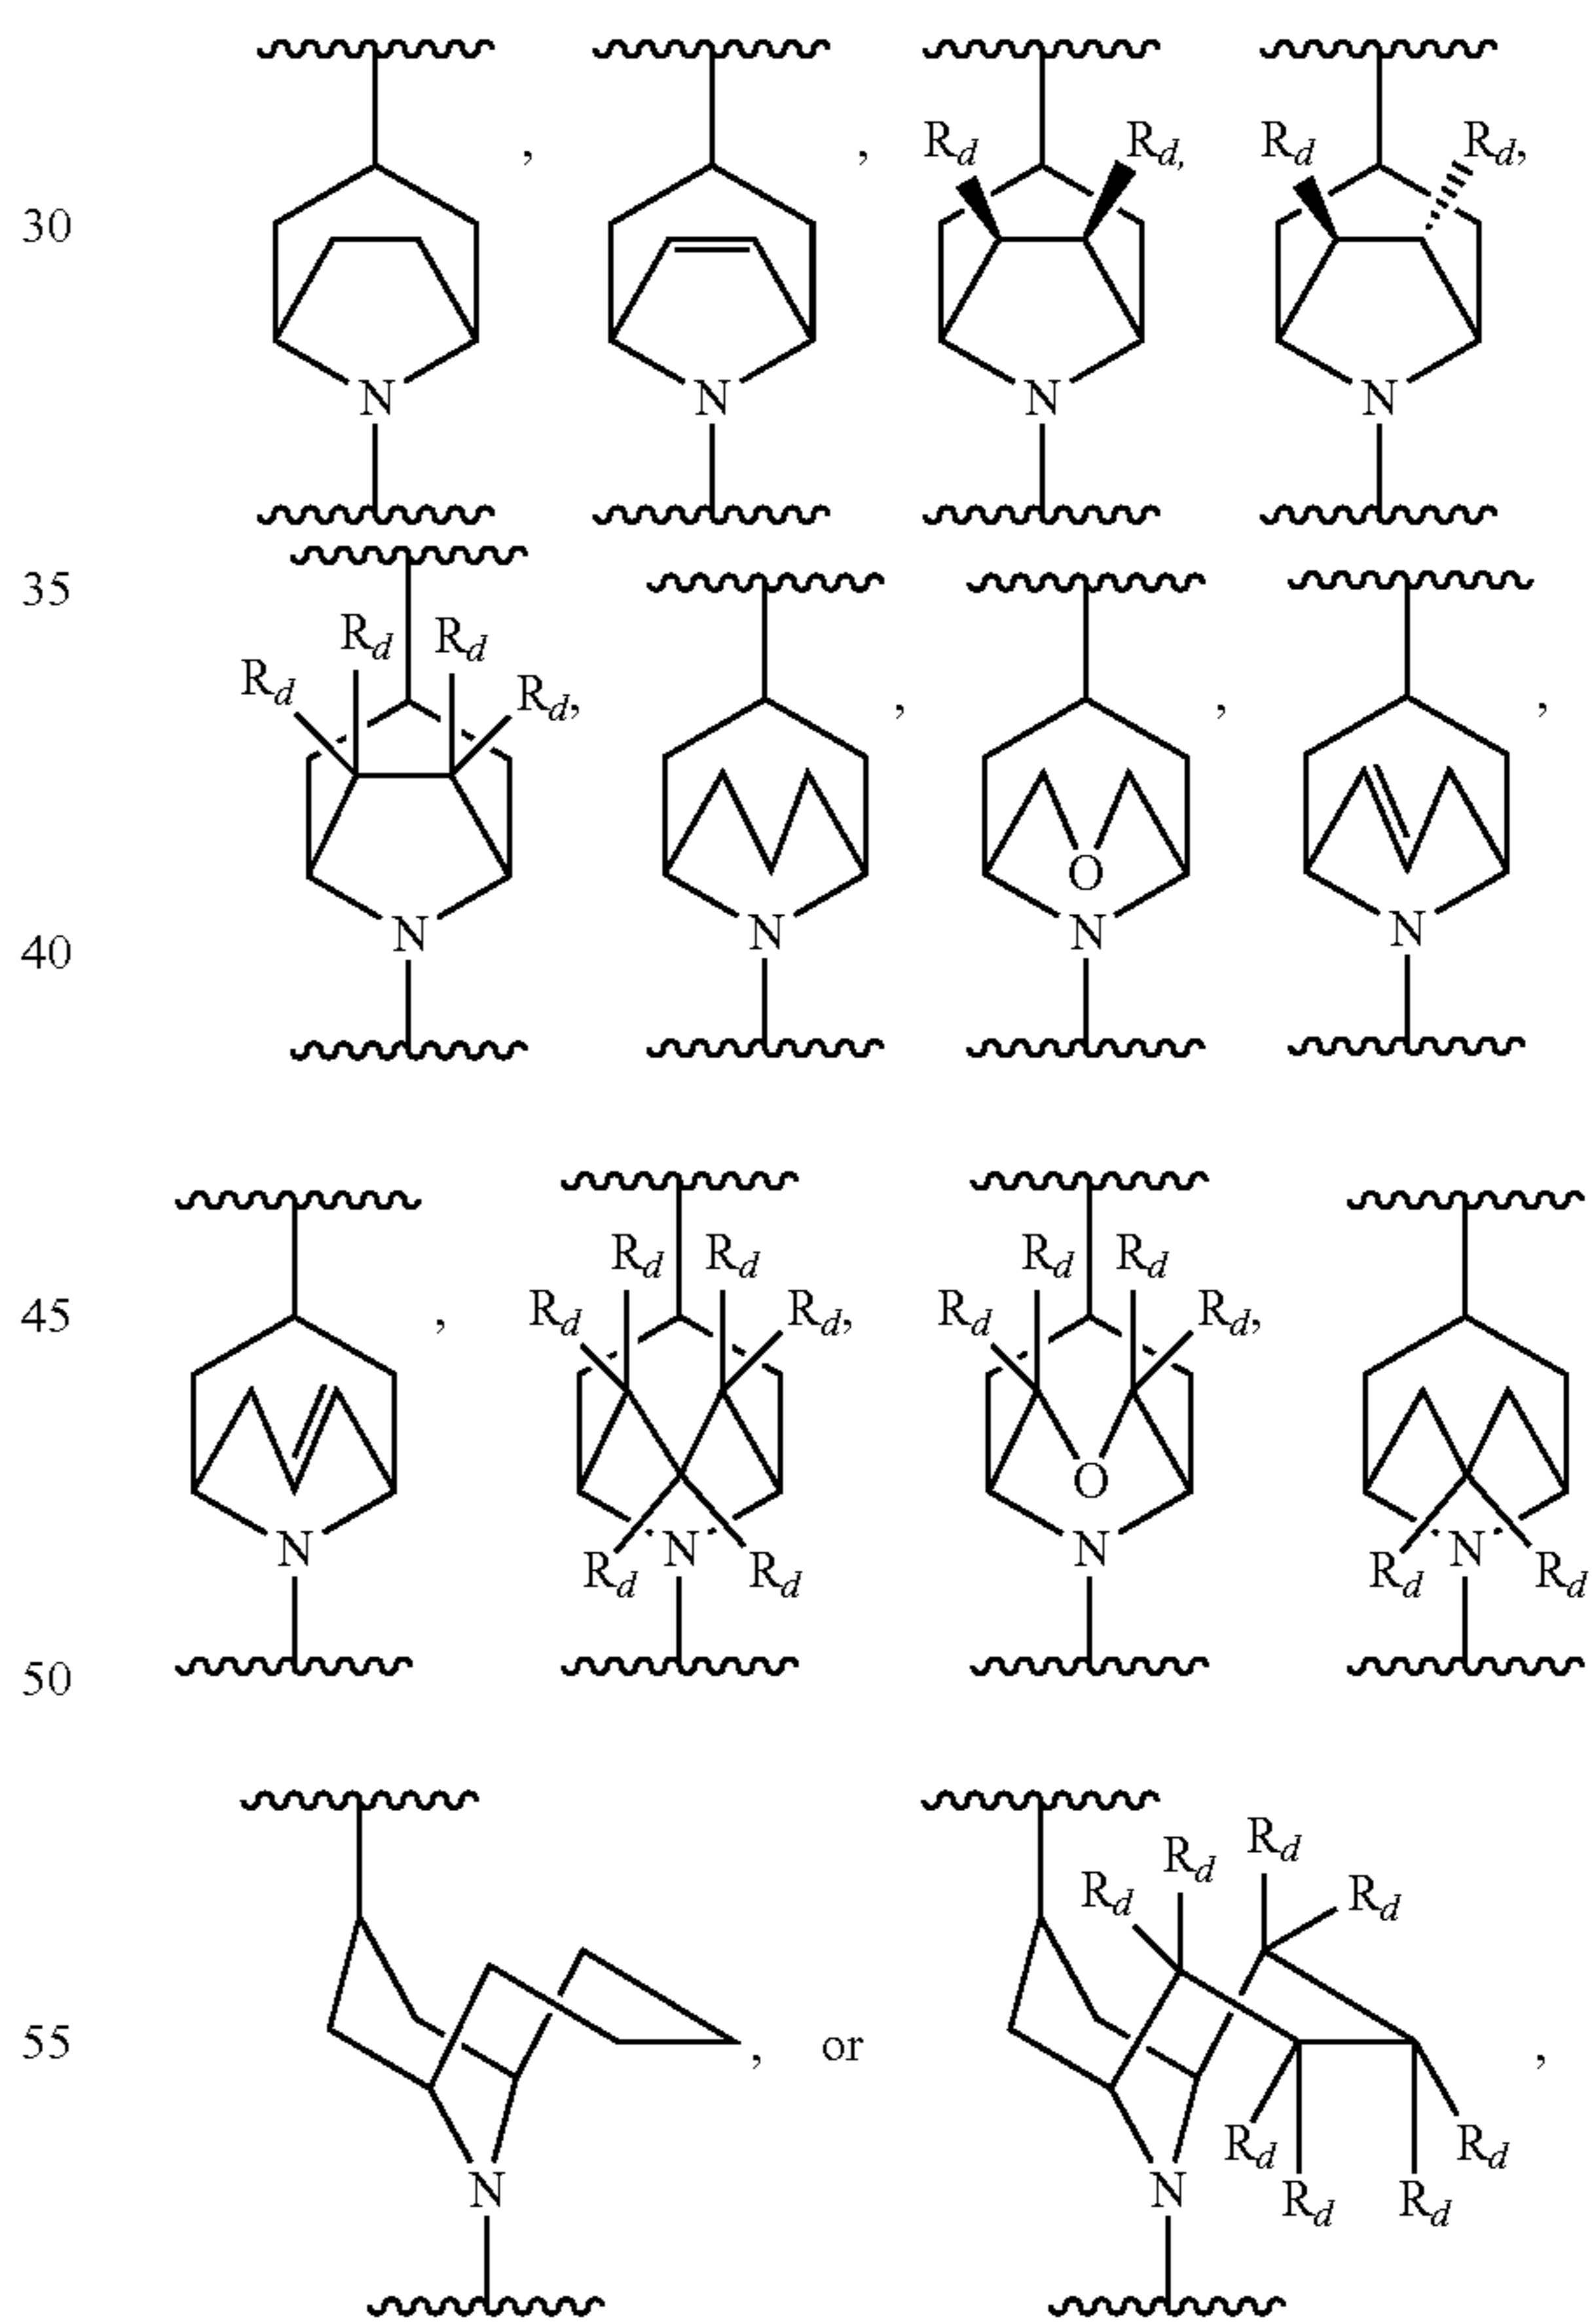 , , R_d R_d, R_d R_d,
30
N N N N
35
R_d R_d R_d R_d, , , ,
O
N N N N
40
R_d R_d R_d R_d
45 , R_d R_d, R_d R_d,
O
N N N N
R_d R_d R_d R_d
50
R_d R_d R_d R_d
55 , or ,
R_d R_d
N N R_d R_d